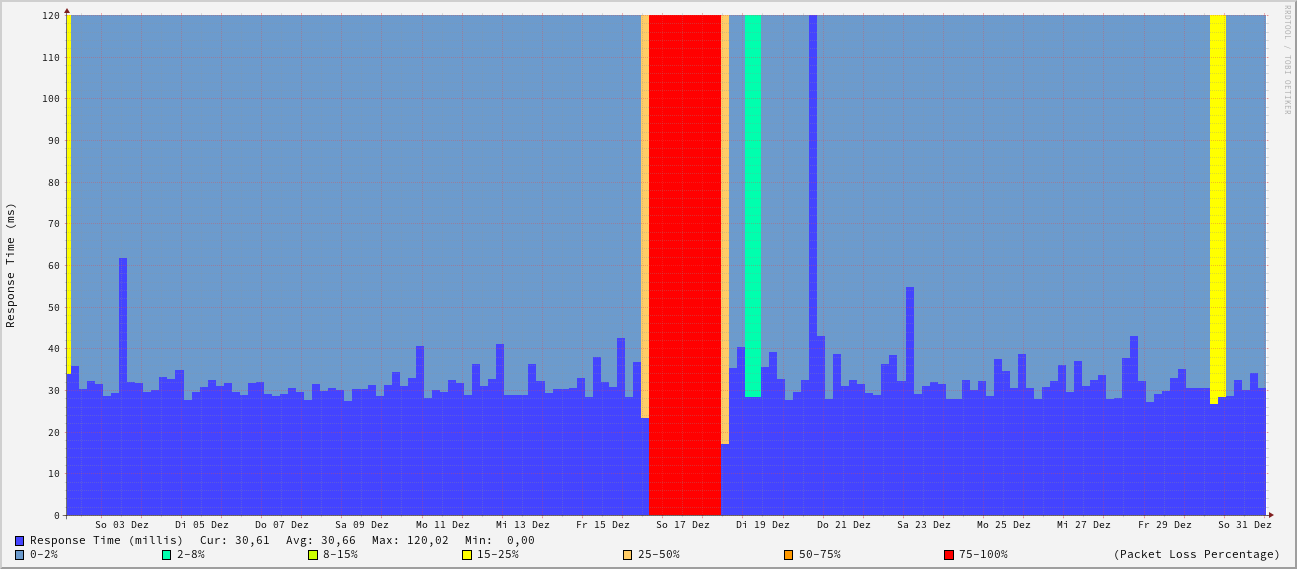 RRDTOOL / TOBI OETIKER
Response Time (ms)
120
110
100
90
80
70
60
50
40
30
20
10
0
So 03 Dez Di 05 Dez Do 07 Dez Sa 09 Dez Mo 11 Dez Mi 13 Dez Fr 15 Dez So 17 Dez Di 19 Dez Do 21 Dez Sa 23 Dez Mo 25 Dez Mi 27 Dez Fr 29 Dez So 31 Dez
Response Time (millis) Cur: 30,61 Avg: 30,66 Max: 120,02 Min: 0,00
0-2% 2-8% 8-15% 15-25% 25-50% 50-75% 75-100% (Packet Loss Percentage)